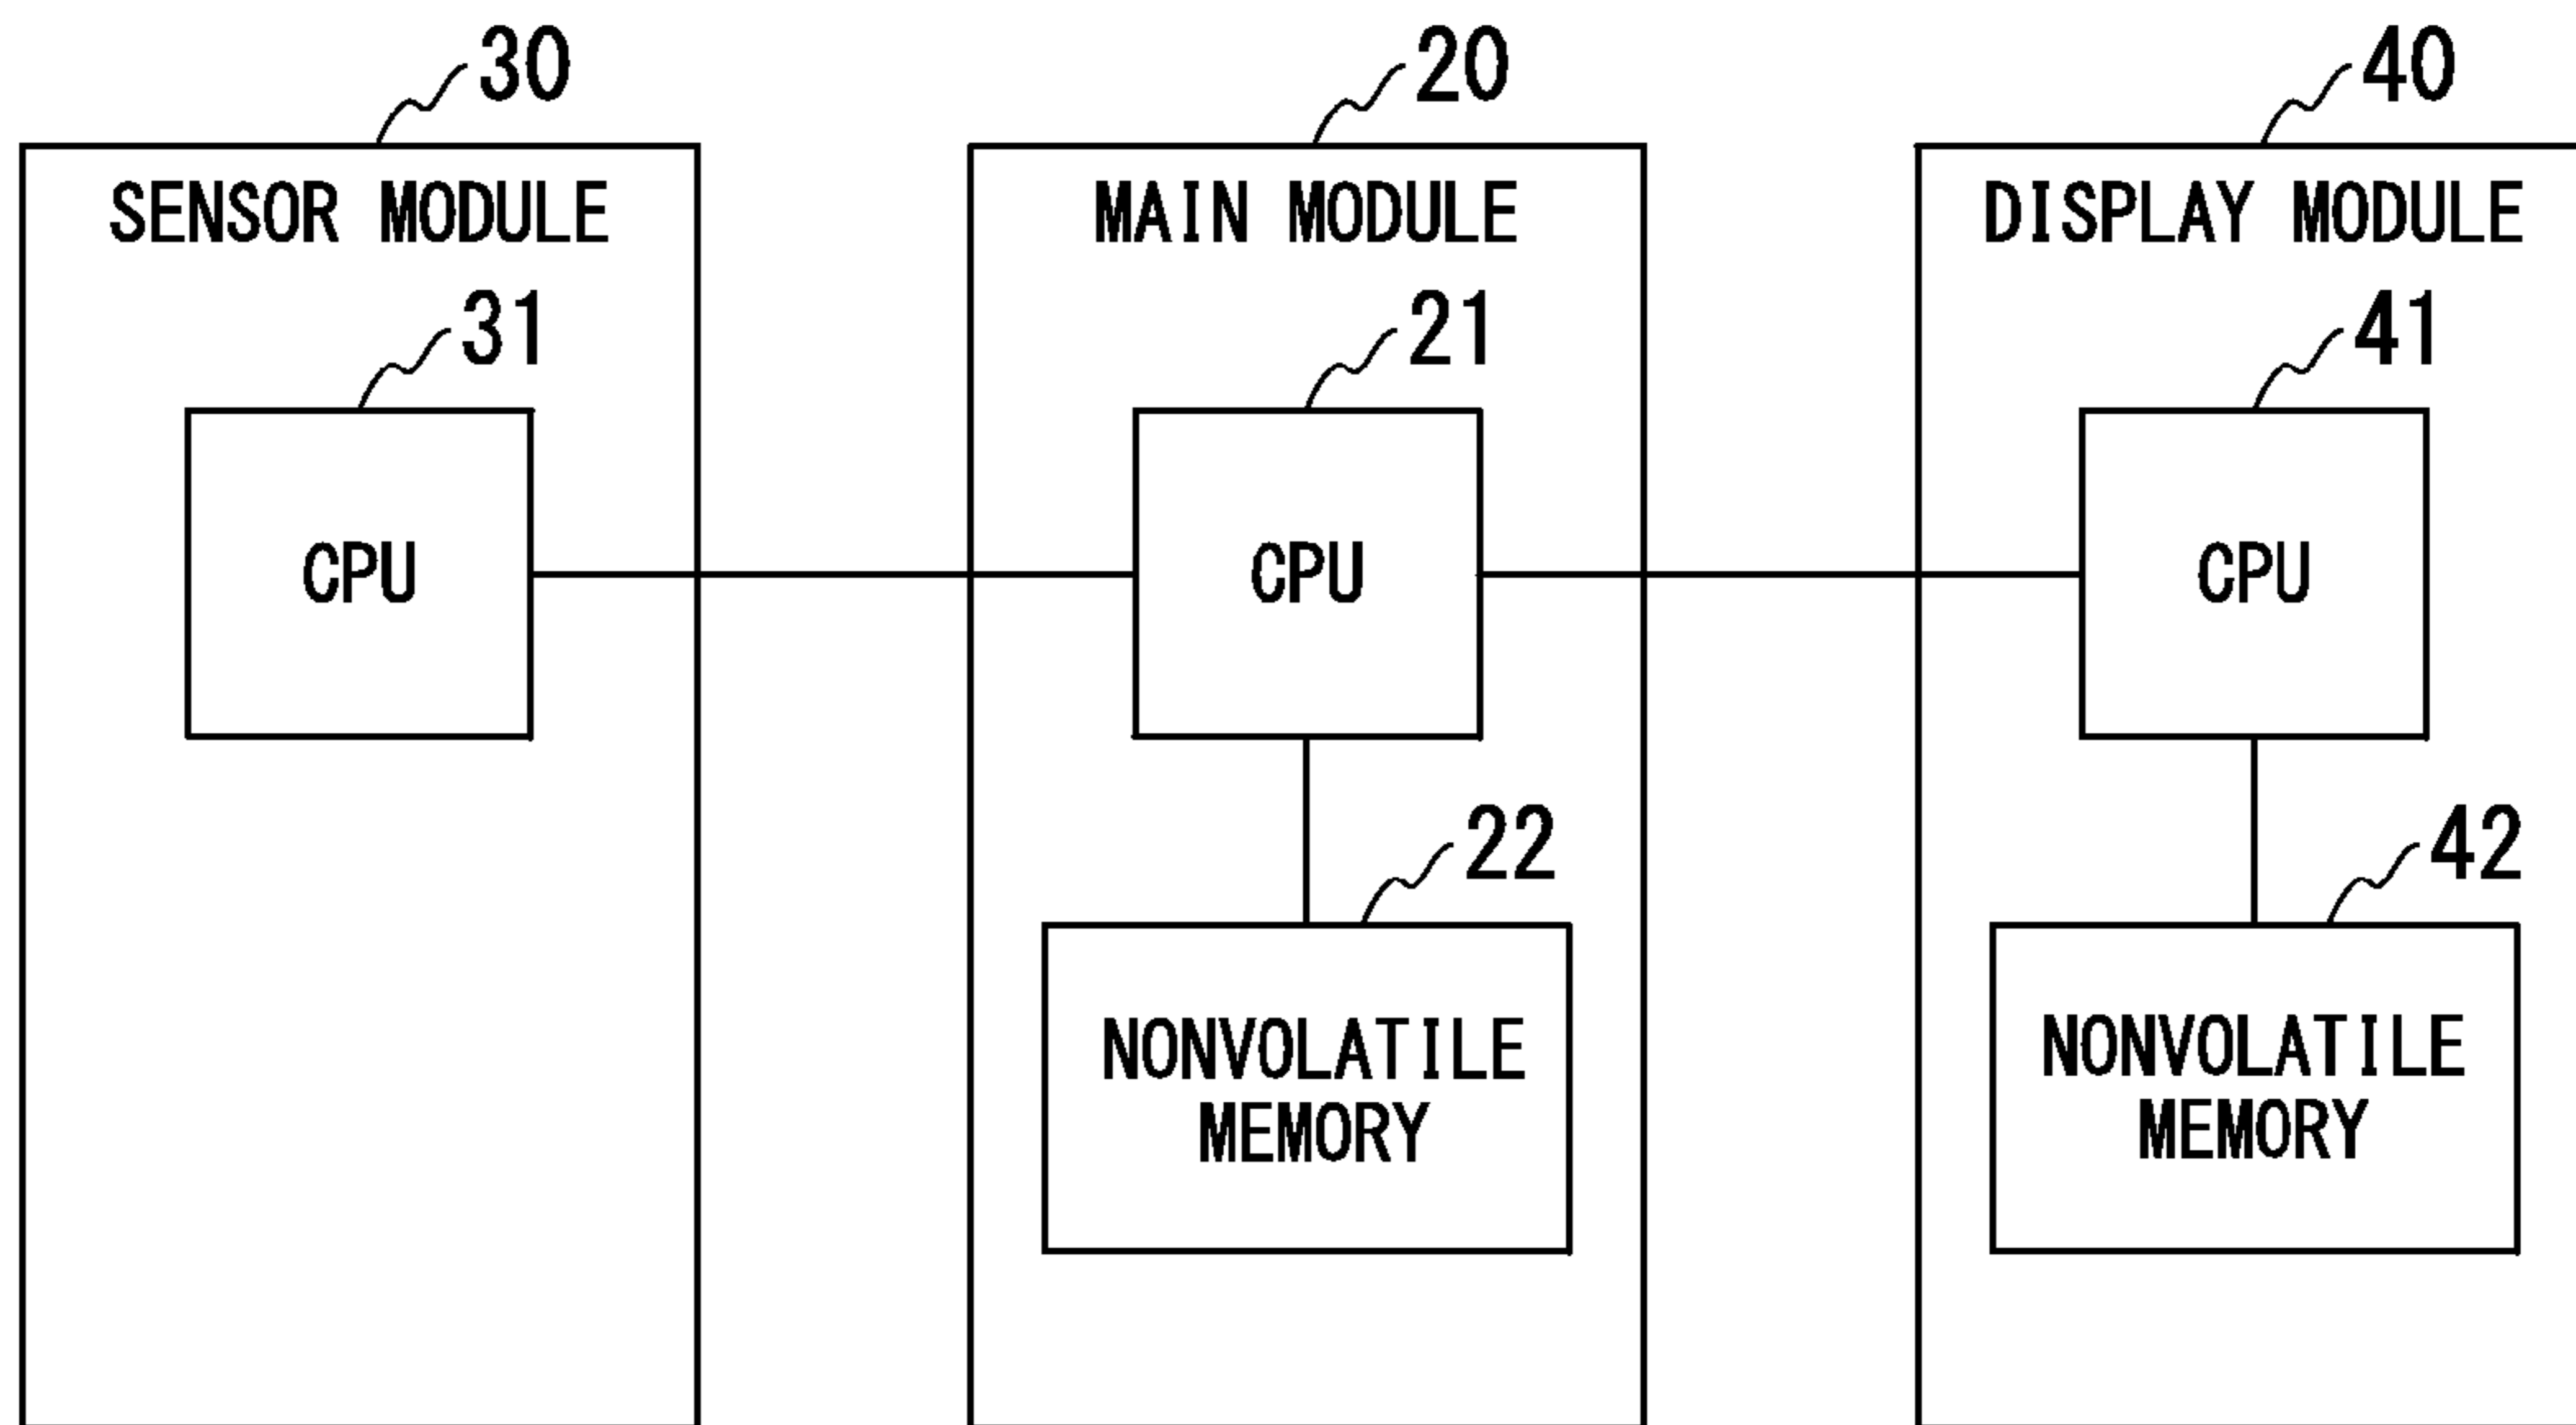 30
20
40
SENSOR MODULE
MAIN MODULE
DISPLAY MODULE
31
21
41
CPU
CPU
CPU
22
42
NONVOLATILE
MEMORY
NONVOLATILE
MEMORY